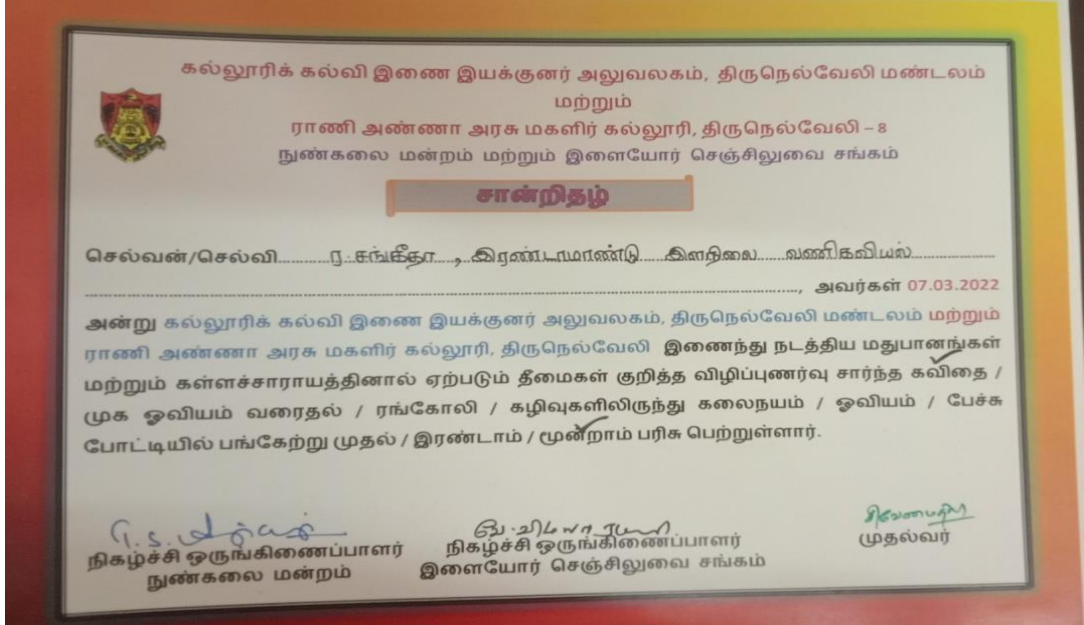 கல்லூரிக் கல்வி இணை இயக்குனர் அலுவலகம், திருநெல்வேலி மண்டலம்
மற்றும்
ராணி அண்ணா அரசு மகளிர் கல்லூரி, திருநெல்வேலி – 8
நுண்கலை மன்றம் மற்றும் இளையோர் செஞ்சிலுவை சங்கம்
சான்றிதழ்
செல்வன்/செல்வி ர. சங்கீதா, இரண்டாமாண்டு இளநிலை வணிகவியல்
, அவர்கள் 07.03.2022
அன்று கல்லூரிக் கல்வி இணை இயக்குனர் அலுவலகம், திருநெல்வேலி மண்டலம் மற்றும்
ராணி அண்ணா அரசு மகளிர் கல்லூரி, திருநெல்வேலி இணைந்து நடத்திய மதுபானங்கள்
மற்றும் கள்ளச்சாராயத்தினால் ஏற்படும் தீமைகள் குறித்த விழிப்புணர்வு சார்ந்த கவிதை /
முக ஓவியம் வரைதல் / ரங்கோலி / கழிவுகளிலிருந்து கலைநயம் / ஓவியம் / பேச்சு
போட்டியில் பங்கேற்று முதல் / இரண்டாம் / மூன்றாம் பரிசு பெற்றுள்ளார்.
நிகழ்ச்சி ஒருங்கிணைப்பாளர்
நுண்கலை மன்றம்
நிகழ்ச்சி ஒருங்கிணைப்பாளர்
இளையோர் செஞ்சிலுவை சங்கம்
முதல்வர்